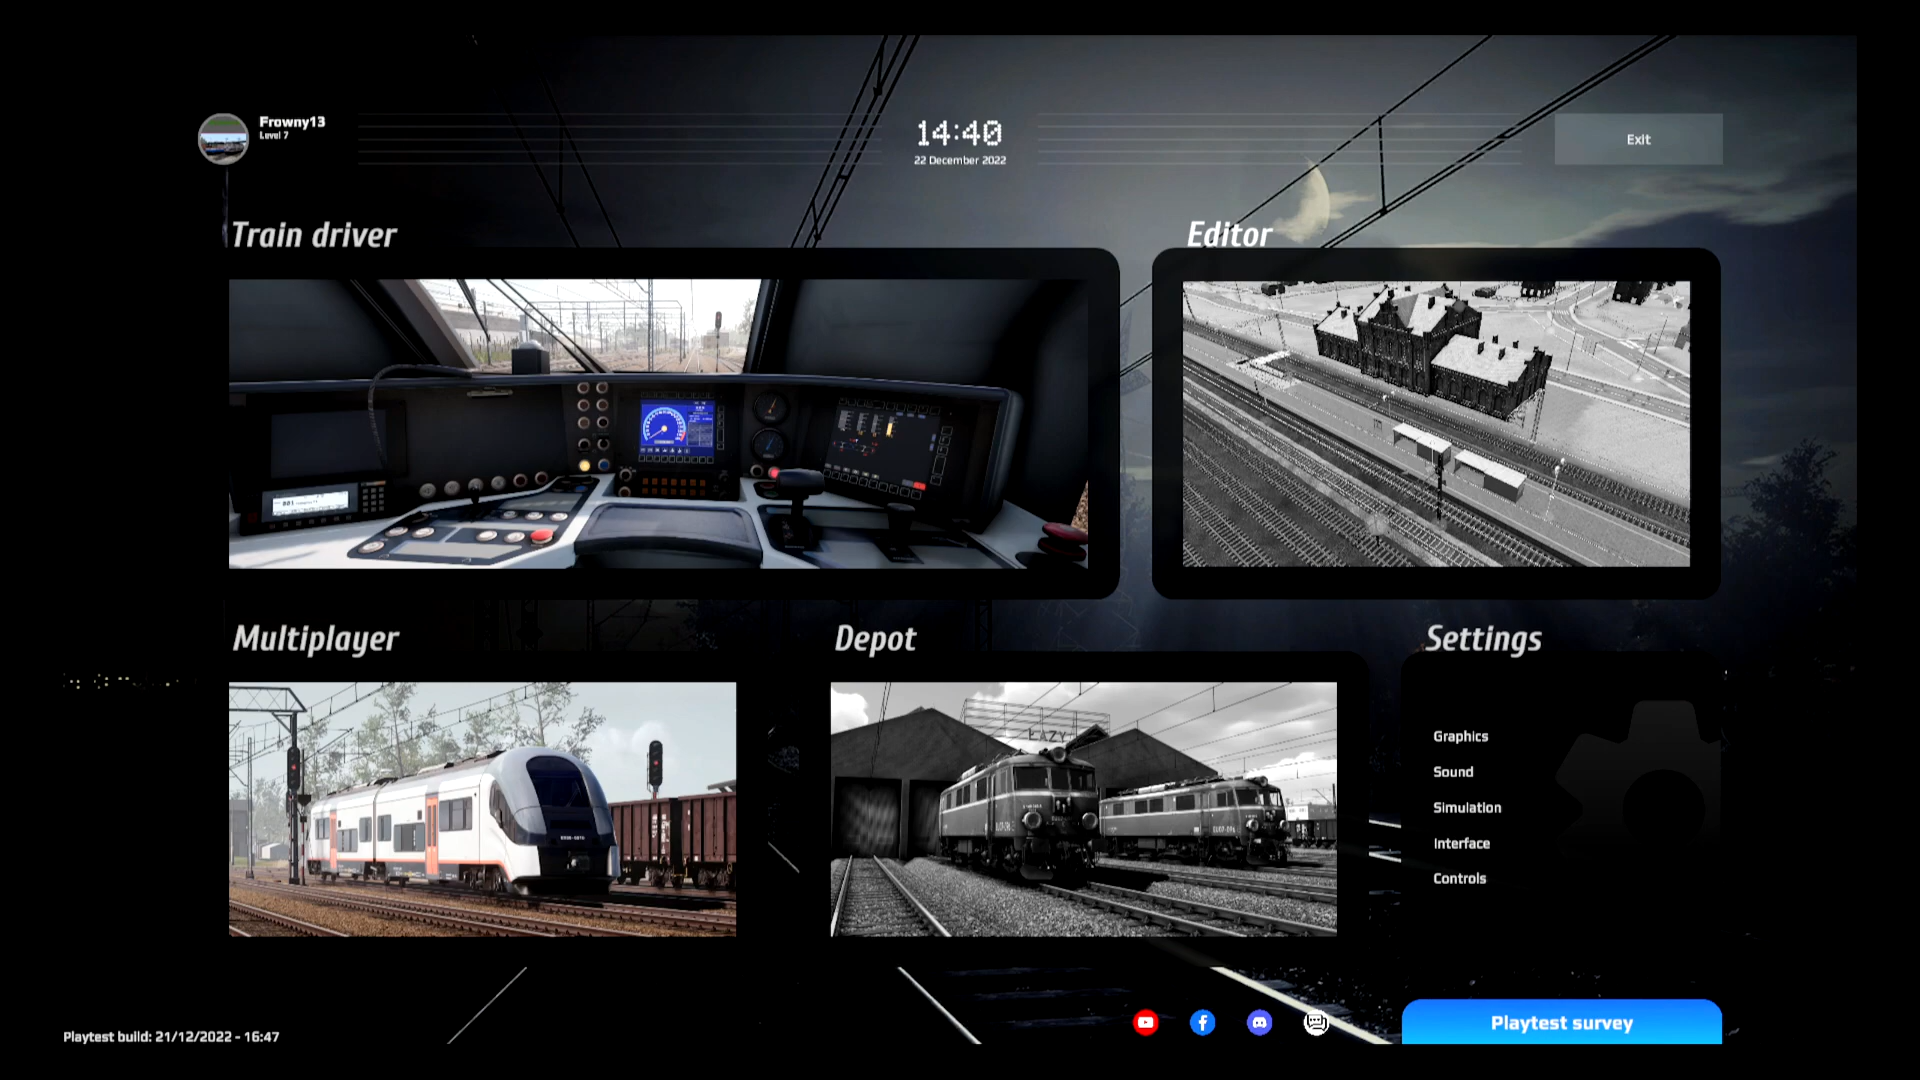 Frowny13
Level 7
14:40
22 December 2022
Exit
Train driver
Editor
Multiplayer
Depot
Settings
ŁAZY
Graphics
Sound
Simulation
Interface
Controls
Playtest build: 21/12/2022 - 16:47
Playtest survey